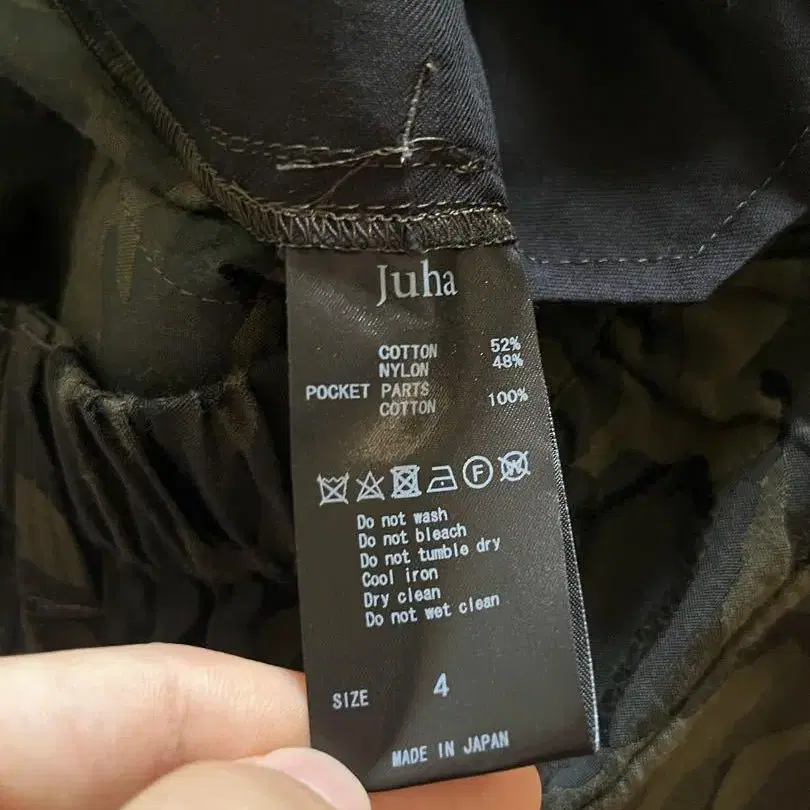 Juha
COTTON 52%
NYLON 48%
POCKET PARTS
COTTON 100%
F W
Do not wash
Do not bleach
Do not tumble dry
Cool iron
Dry clean
Do not wet clean
SIZE 4
MADE IN JAPAN